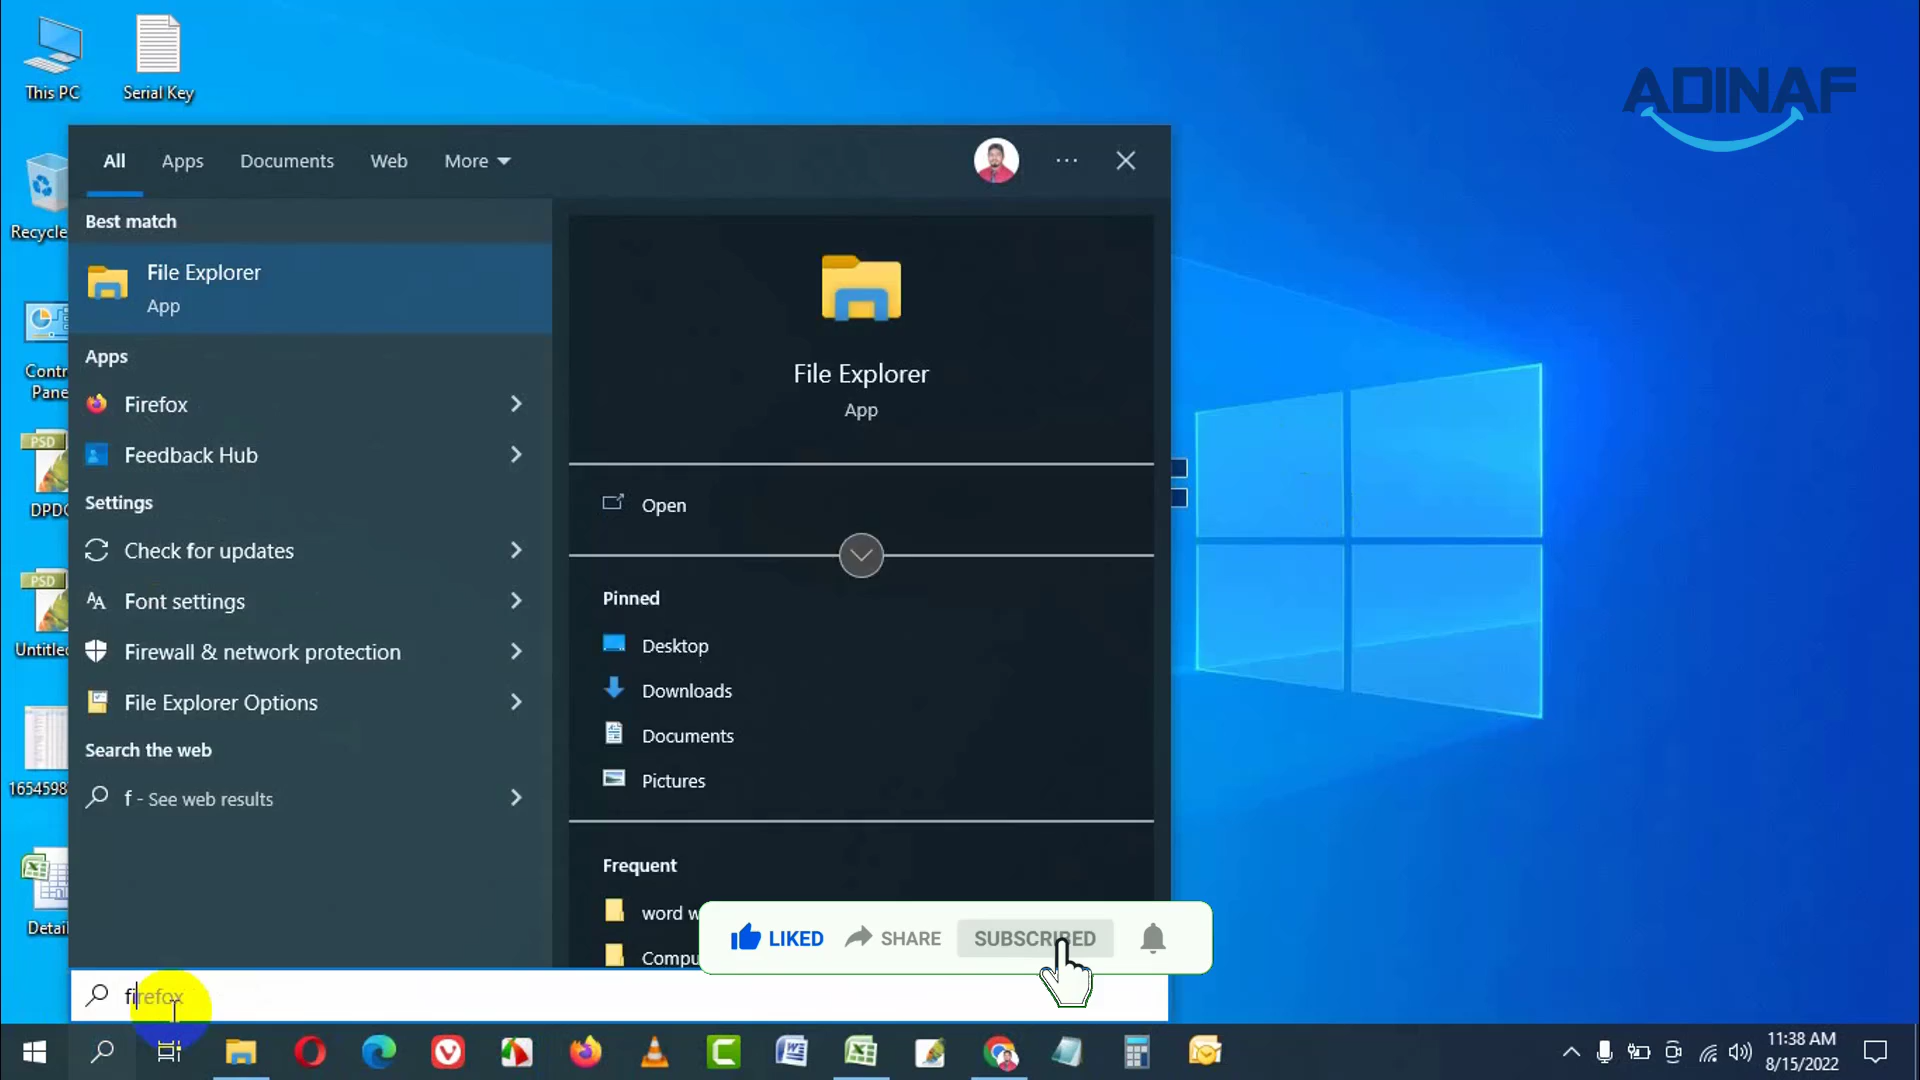 This PC
Serial Key
ADINAF
All
Apps
Documents
Web
More
Best match
File Explorer
App
Recycle
Apps
Firefox
Feedback Hub
Settings
Check for updates
Font settings
Firewall & network protection
File Explorer Options
Search the web
f - See web results
File Explorer
App
Open
Pinned
Desktop
Downloads
Documents
Pictures
Frequent
word w
Compu
Contr
Pane
PSD
DPDC
PSD
Untitled
1654598
Detail
LIKED
SHARE
SUBSCRIBED
firefox
11:38 AM
8/15/2022